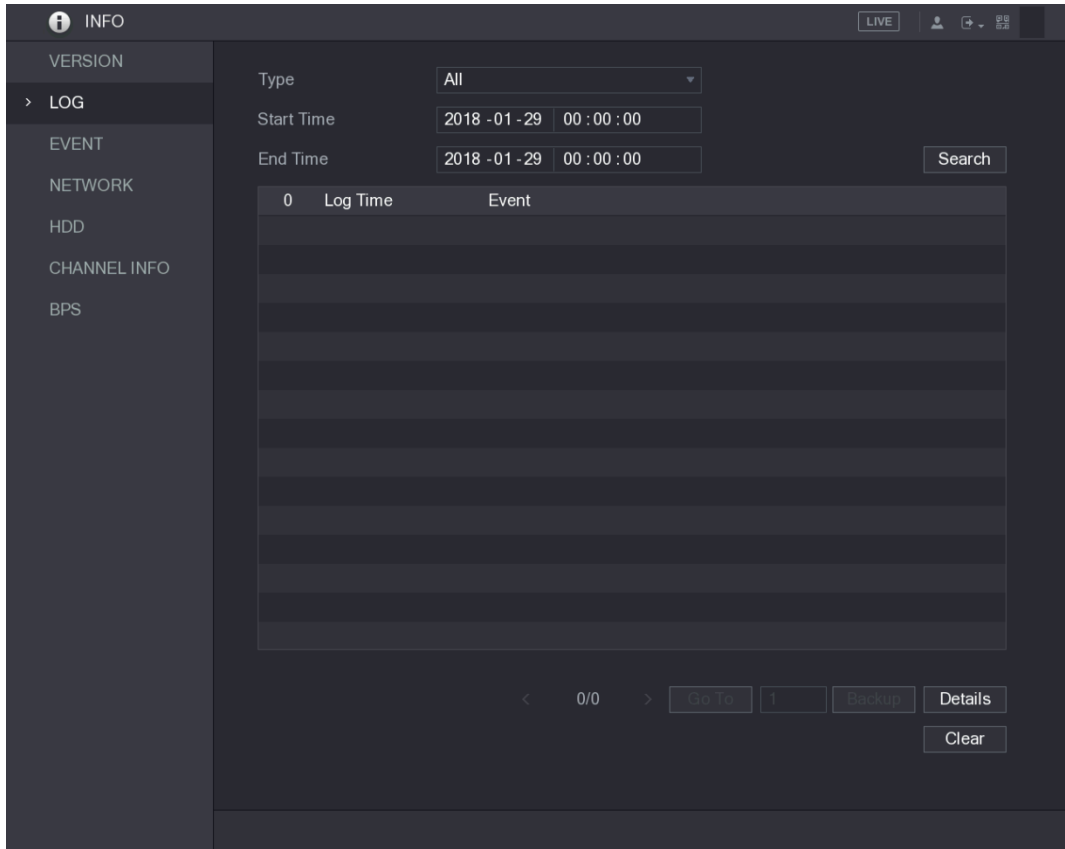 INFO LIVE
VERSION
LOG
EVENT
NETWORK
HDD
CHANNEL INFO
BPS
Type All
Start Time 2018 -01 -29 00 : 00 : 00
End Time 2018 -01 -29 00 : 00 : 00 Search
0 Log Time Event
< 0/0 > Go To 1 Backup Details
Clear